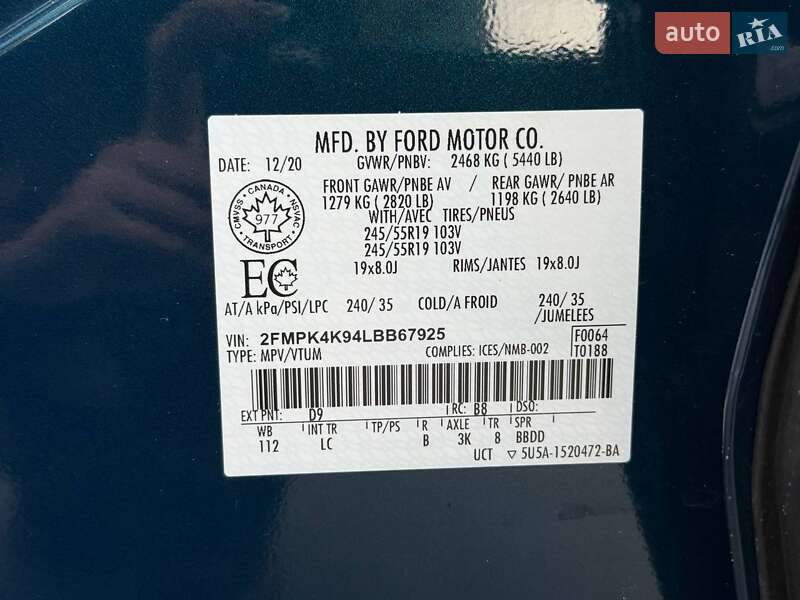 auto RIA.com
MFD. BY FORD MOTOR CO.
DATE: 12/20 GVWR/PNBV: 2468 KG ( 5440 LB)
FRONT GAWR/PNBE AV / REAR GAWR/ PNBE AR
1279 KG ( 2820 LB) 1198 KG ( 2640 LB)
WITH/AVEC TIRES/PNEUS
245/55R19 103V
245/55R19 103V
19x8.0J RIMS/JANTES 19x8.0J
CMVSS · CANADA · NSVAC
977
· TRANSPORT ·
EC
AT/A kPa/PSI/LPC 240/ 35 COLD/A FROID 240/ 35
/JUMELEES
VIN: 2FMPK4K94LBB67925 F0064
TYPE: MPV/VTUM COMPLIES: ICES/NMB-002 T0188
EXT PNT: D9 RC: B8 DSO:
WB INT TR TP/PS R AXLE TR SPR
112 LC B 3K 8 BBDD
UCT ▽ 5U5A-1520472-BA